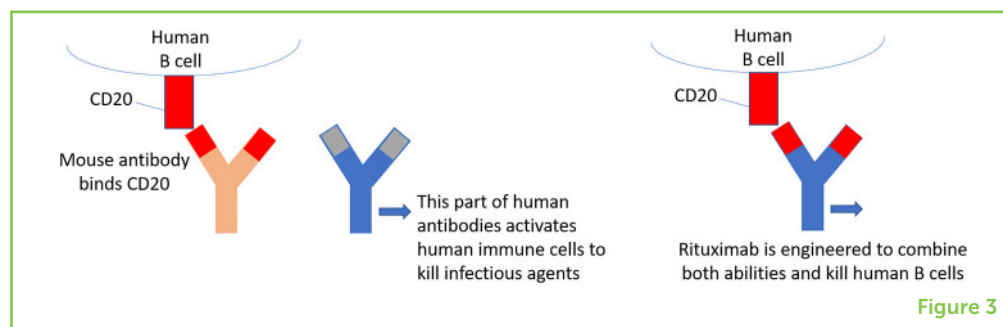 Human
B cell
CD20
Mouse antibody
binds CD20
This part of human
antibodies activates
human immune cells to
kill infectious agents
Human
B cell
CD20
Rituximab is engineered to combine
both abilities and kill human B cells
Figure 3